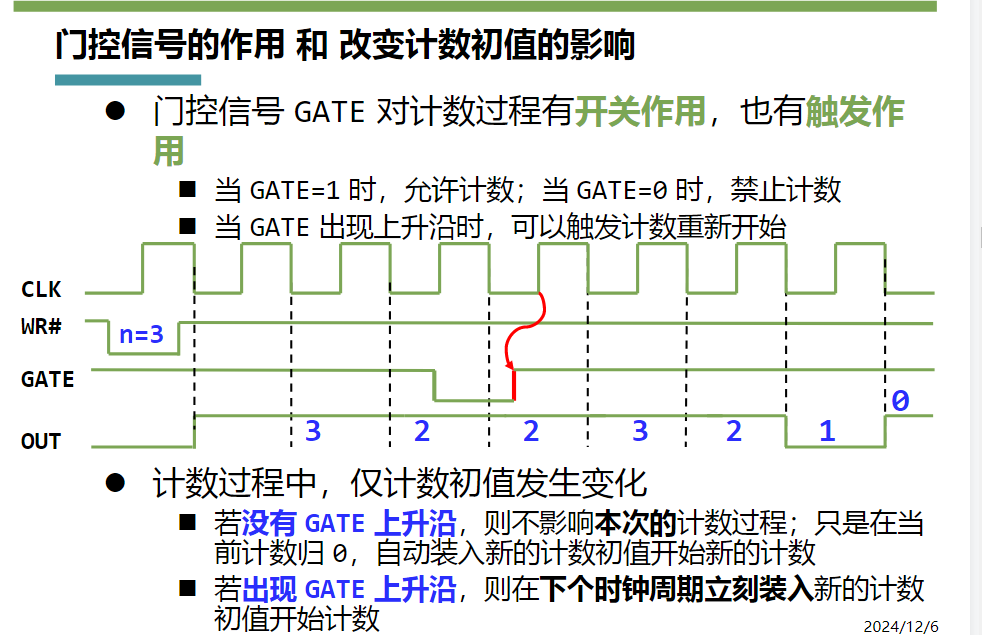 门控信号的作用 和 改变计数初值的影响
● 门控信号 GATE 对计数过程有开关作用，也有触发作
用
■ 当 GATE=1 时，允许计数；当 GATE=0 时，禁止计数
■ 当 GATE 出现上升沿时，可以触发计数重新开始
CLK
WR# n=3
GATE
0
OUT 3 2 2 3 2 1
● 计数过程中，仅计数初值发生变化
■ 若没有 GATE 上升沿，则不影响本次的计数过程；只是在当
前计数归 0，自动装入新的计数初值开始新的计数
■ 若出现 GATE 上升沿，则在下个时钟周期立刻装入新的计数
初值开始计数
2024/12/6